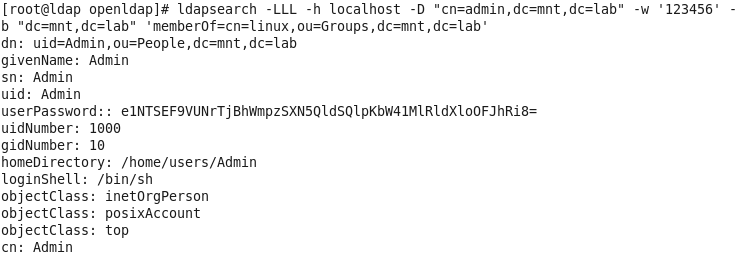 [root@ldap openldap]# ldapsearch -LLL -h localhost -D "cn=admin,dc=mnt,dc=lab" -w '123456' -
b "dc=mnt,dc=lab" 'memberOf=cn=linux,ou=Groups,dc=mnt,dc=lab'
dn: uid=Admin,ou=People,dc=mnt,dc=lab
givenName: Admin
sn: Admin
uid: Admin
userPassword:: e1NTSEF9VUNrTjBhWmpzSXN5QldSQlpKbW41MlRldXloOFJhRi8=
uidNumber: 1000
gidNumber: 10
homeDirectory: /home/users/Admin
loginShell: /bin/sh
objectClass: inetOrgPerson
objectClass: posixAccount
objectClass: top
cn: Admin